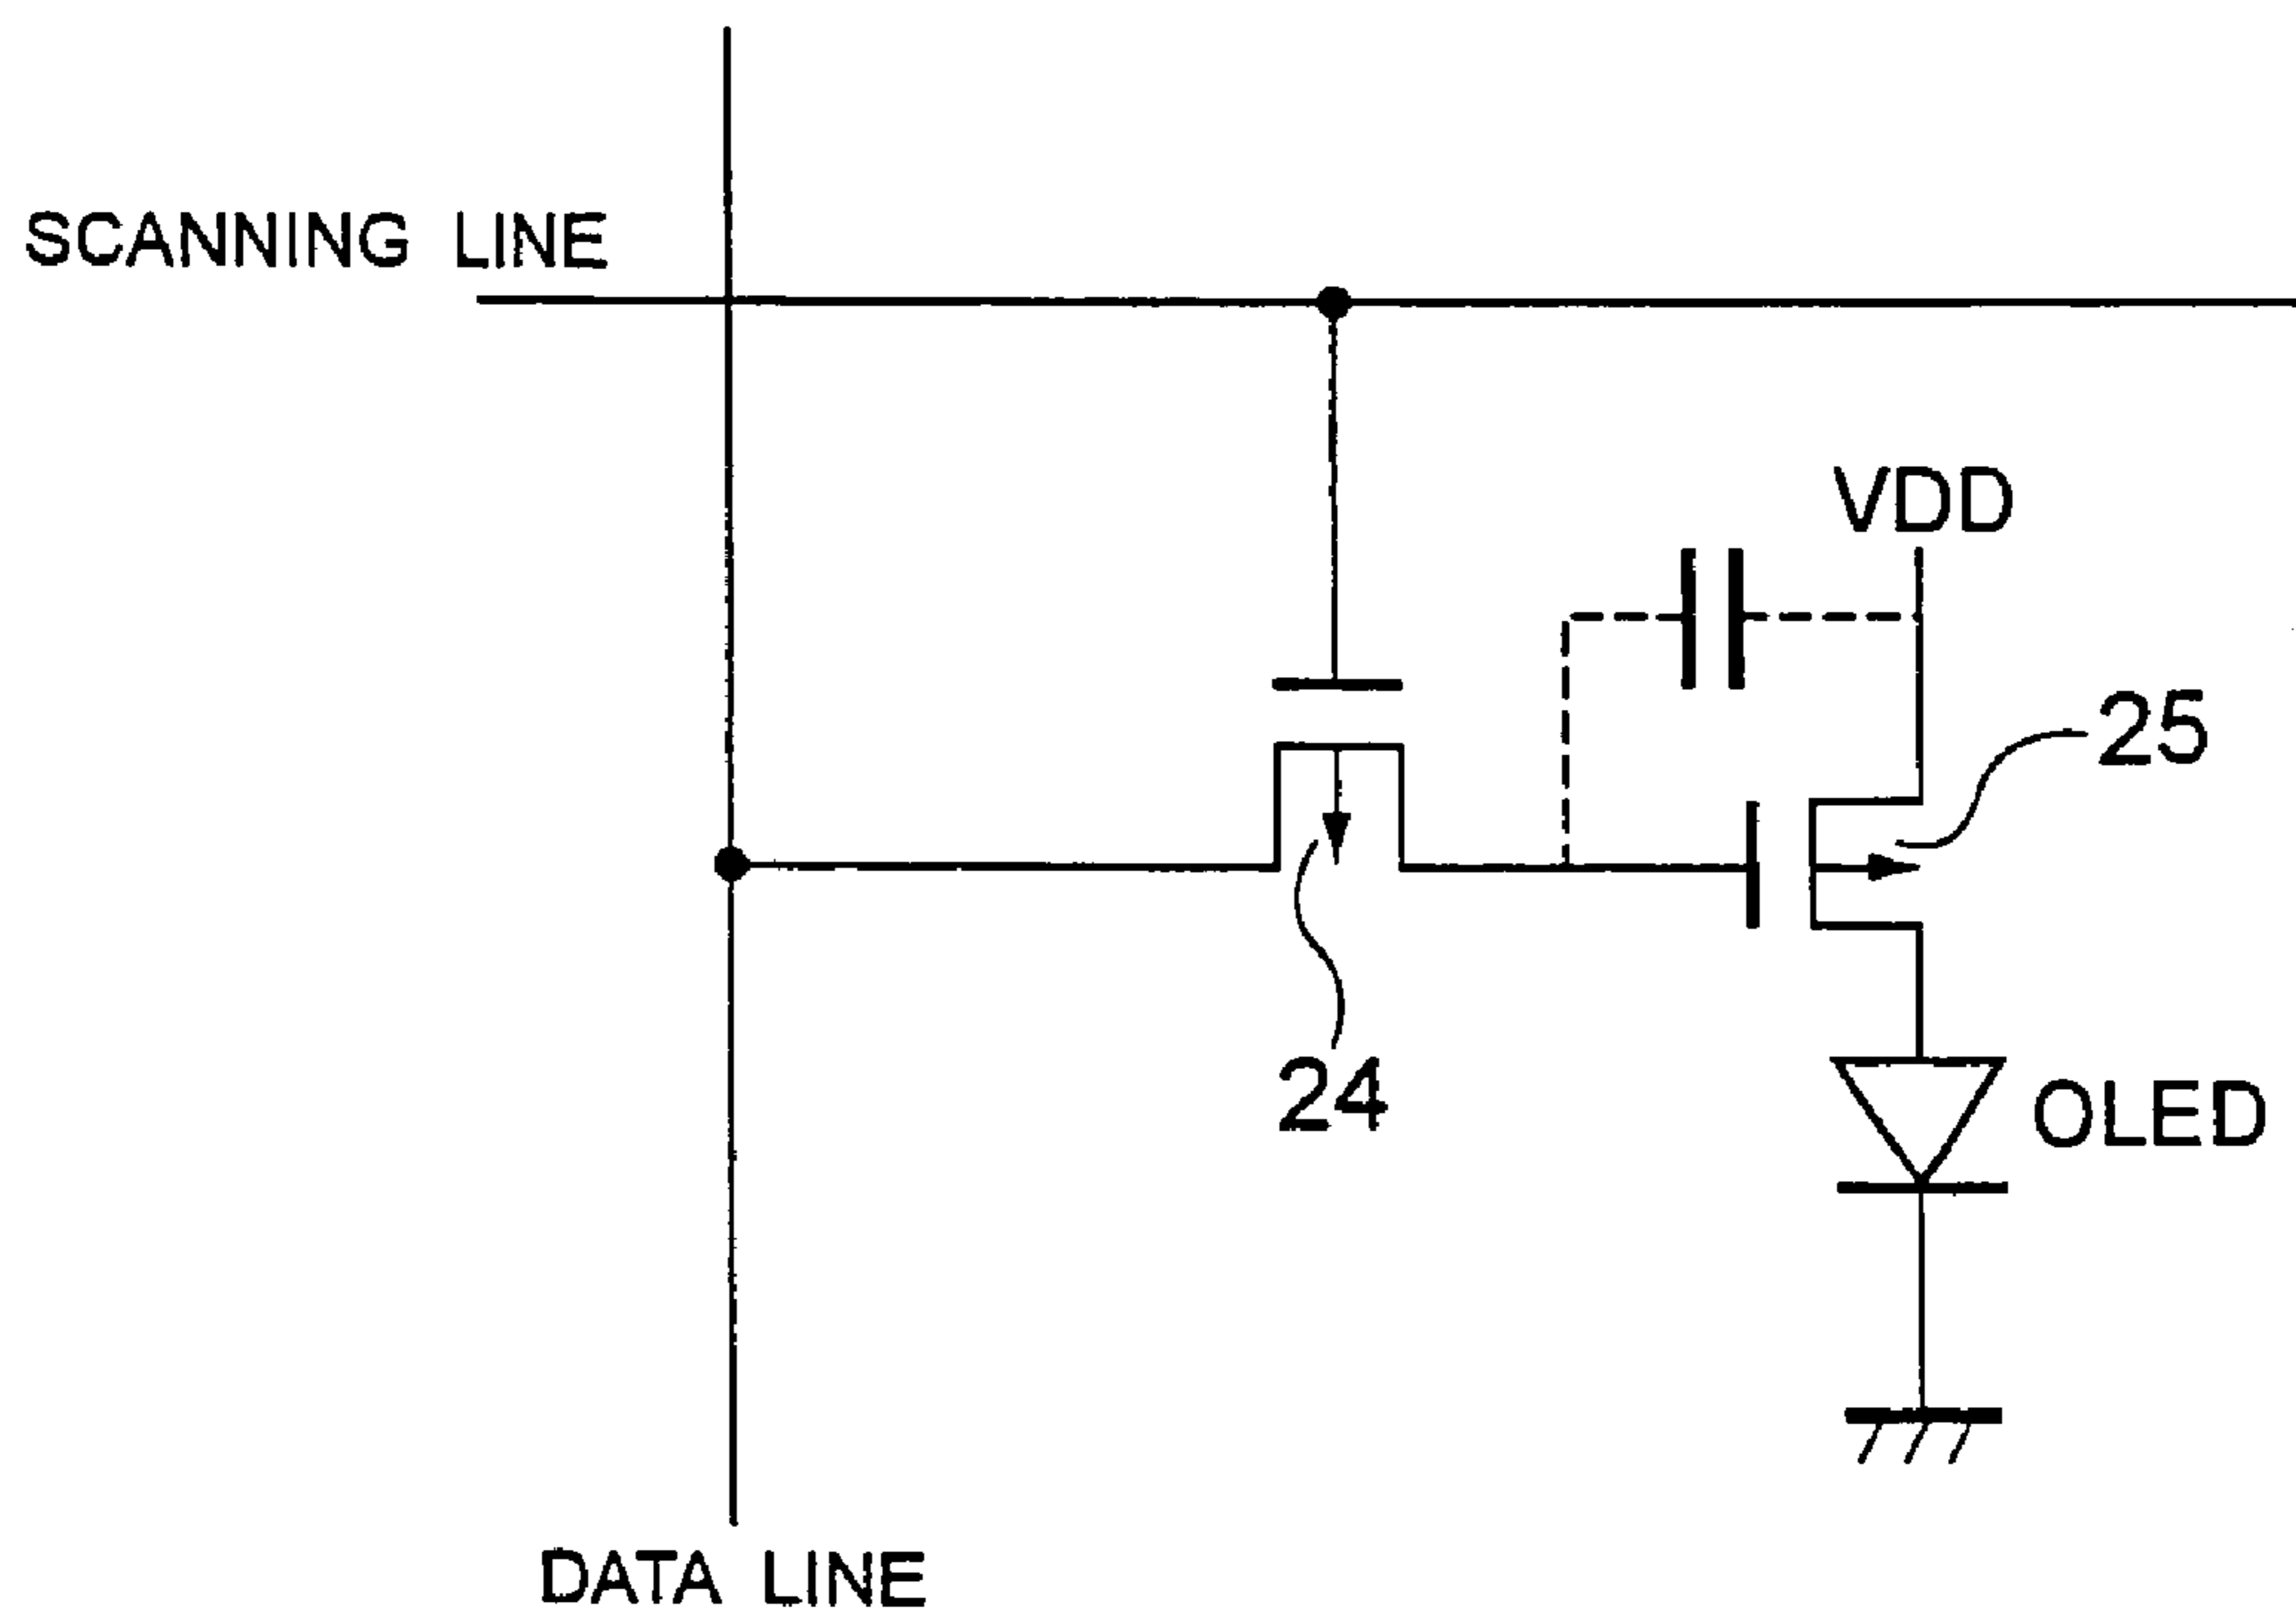 SCANNING LINE
VDD
25
24
OLED
DATA LINE